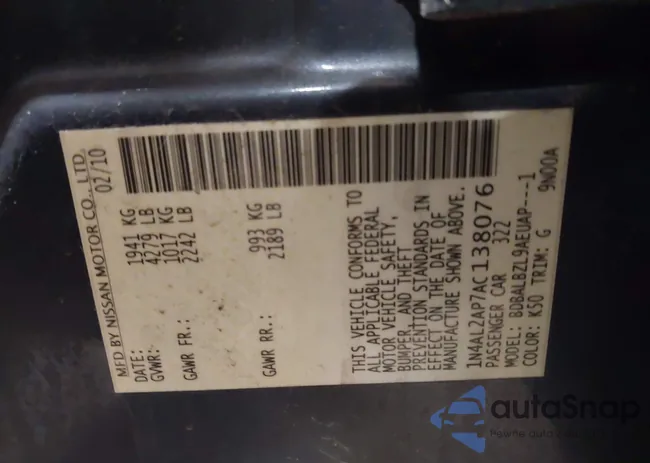 MFD BY NISSAN MOTOR CO., LTD.
DATE: 02/10
GVWR: 1941 KG
4279 LB
GAWR FR.: 1017 KG
2242 LB
GAWR RR.: 993 KG
2189 LB
THIS VEHICLE CONFORMS TO
ALL APPLICABLE FEDERAL
MOTOR VEHICLE SAFETY,
BUMPER, AND THEFT
PREVENTION STANDARDS IN
EFFECT ON THE DATE OF
MANUFACTURE SHOWN ABOVE.
1N4AL2AP7AC138076
PASSENGER CAR 322
MODEL: BDBALBZL9AEUAP---1
COLOR: K50 TRIM: G 9N00A
autoSnap